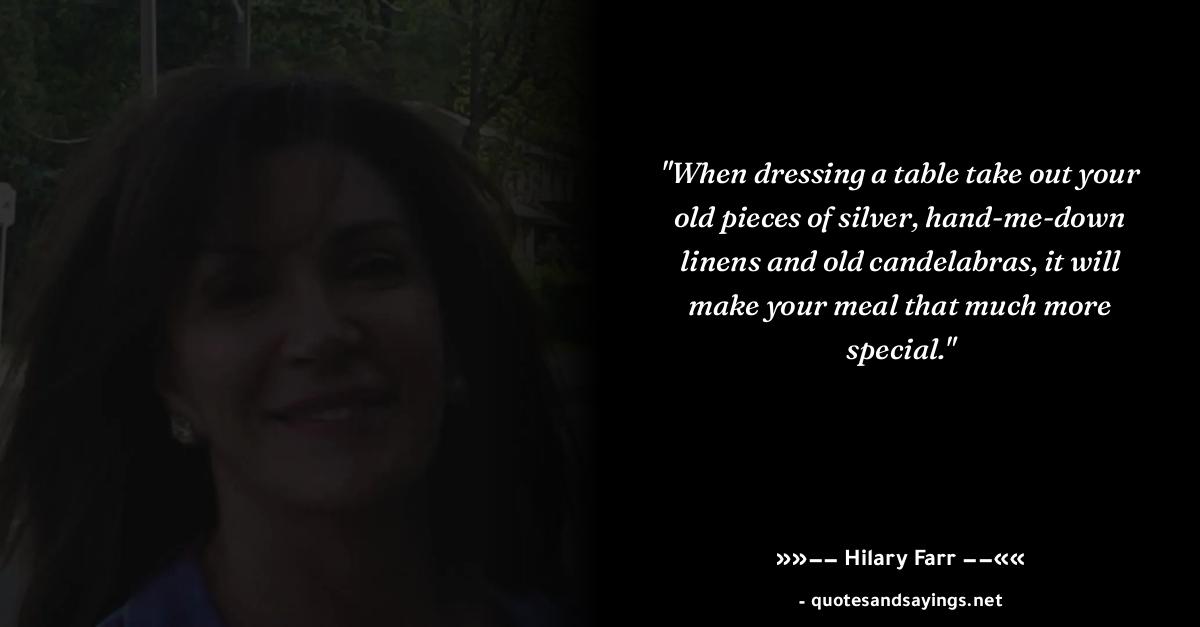 "When dressing a table take out your
old pieces of silver, hand-me-down
linens and old candelabras, it will
make your meal that much more
special."
»»−− Hilary Farr −−««
- quotesandsayings.net